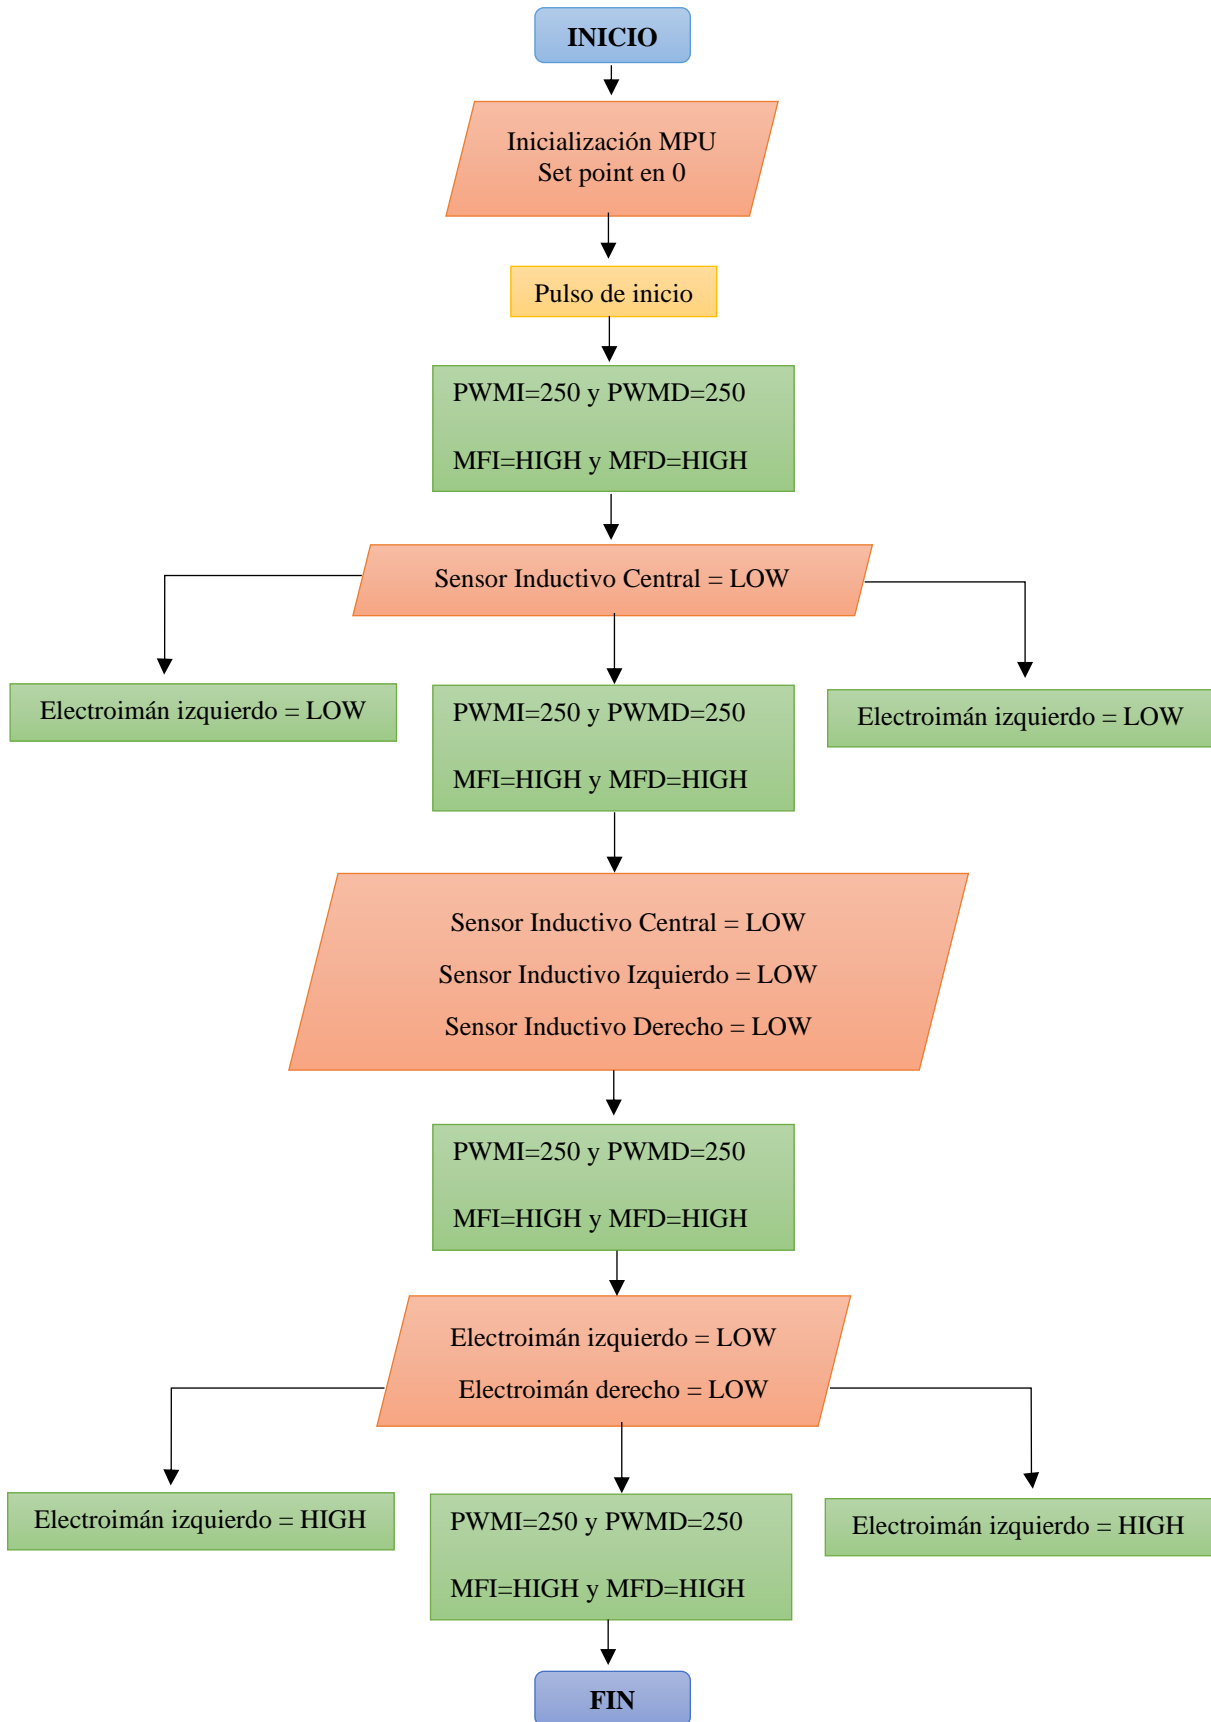 INICIO
Inicialización MPU
Set point en 0
Pulso de inicio
PWMI=250 y PWMD=250
MFI=HIGH y MFD=HIGH
Sensor Inductivo Central = LOW
Electroimán izquierdo = LOW
PWMI=250 y PWMD=250
MFI=HIGH y MFD=HIGH
Electroimán izquierdo = LOW
Sensor Inductivo Central = LOW
Sensor Inductivo Izquierdo = LOW
Sensor Inductivo Derecho = LOW
PWMI=250 y PWMD=250
MFI=HIGH y MFD=HIGH
Electroimán izquierdo = LOW
Electroimán derecho = LOW
Electroimán izquierdo = HIGH
PWMI=250 y PWMD=250
MFI=HIGH y MFD=HIGH
Electroimán izquierdo = HIGH
FIN